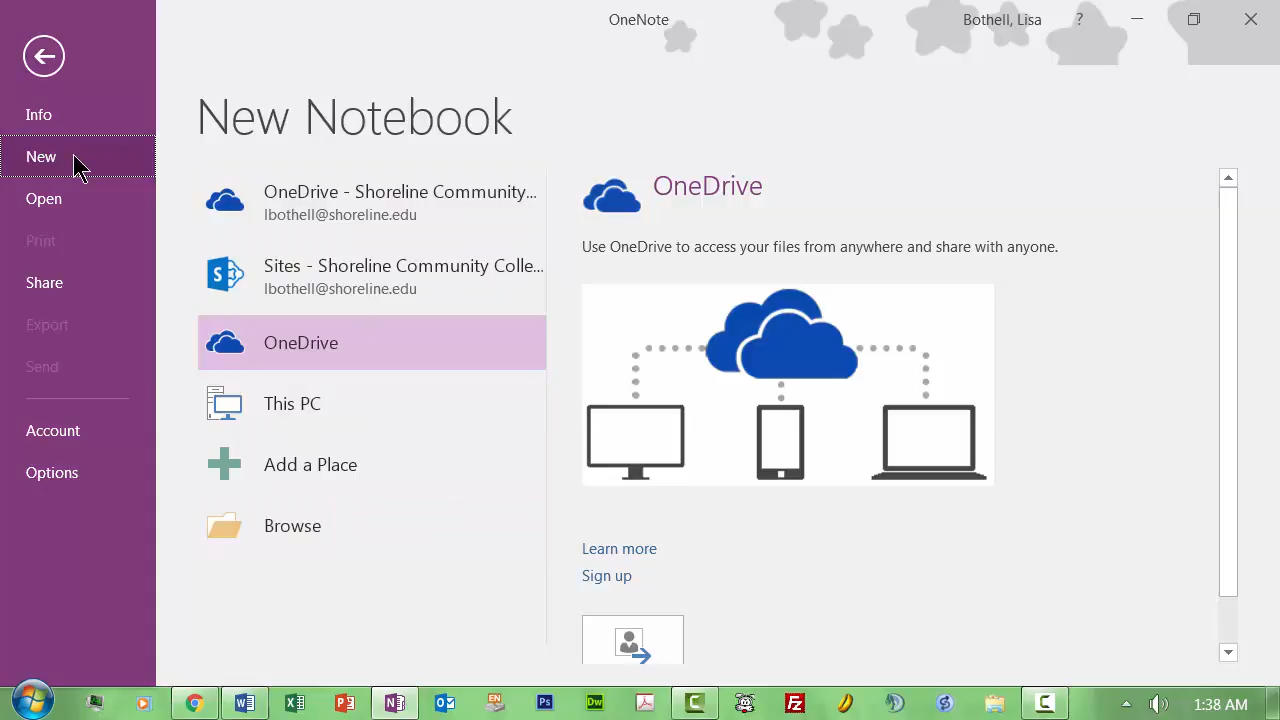 OneNote
Bothell, Lisa
?
Info
New
Open
Print
Share
Export
Send
Account
Options
New Notebook
OneDrive - Shoreline Community...
lbothell@shoreline.edu
Sites - Shoreline Community Colle...
lbothell@shoreline.edu
OneDrive
This PC
Add a Place
Browse
OneDrive
Use OneDrive to access your files from anywhere and share with anyone.
Learn more
Sign up
1:38 AM